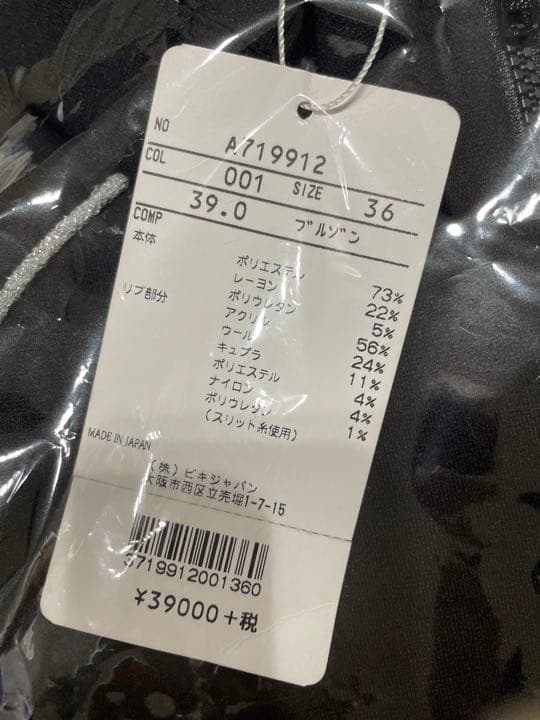 NO A719912
COL 001 SIZE 36
39.0 ブルゾン
COMP
本体
ポリエステル 73%
レーヨン 22%
ポリウレタン 5%
リブ部分
アクリル 56%
ウール 24%
キュプラ 11%
ポリエステル 4%
ナイロン 4%
ポリウレタン 1%
(スリット糸使用)
MADE IN JAPAN
(株)ビキジャパン
大阪市西区立売堀1-7-15
3719912001360
¥39000+税